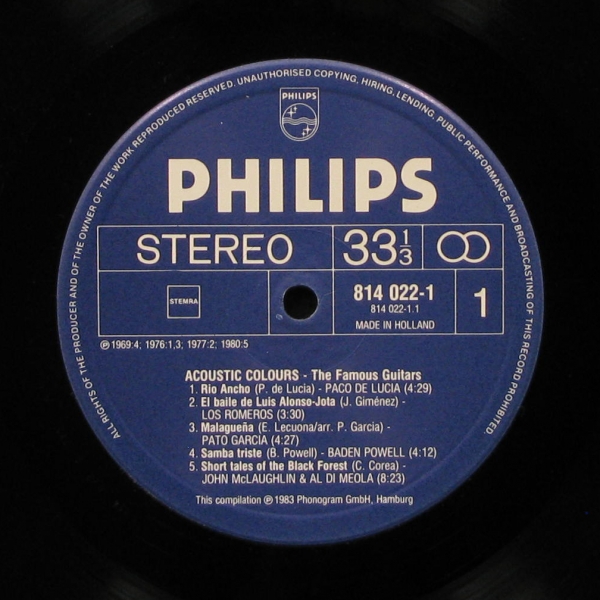 ALL RIGHTS OF THE PRODUCER AND OF THE OWNER OF THE WORK REPRODUCED RESERVED. UNAUTHORISED COPYING, HIRING, LENDING, PUBLIC PERFORMANCE AND BROADCASTING OF THIS RECORD PROHIBITED.
PHILIPS
PHILIPS
STEREO
33 1/3
STEMRA
814 022-1
814 022-1.1
MADE IN HOLLAND
1
℗ 1969:4; 1976:1,3; 1977:2; 1980:5
ACOUSTIC COLOURS - The Famous Guitars
1. Rio Ancho (P. de Lucia) - PACO DE LUCIA (4:29)
2. El baile de Luis Alonso-Jota (J. Giménez) -
LOS ROMEROS (3:30)
3. Malagueña (E. Lecuona/arr. P. Garcia) -
PATO GARCIA (4:27)
4. Samba triste (B. Powell) - BADEN POWELL (4:12)
5. Short tales of the Black Forest (C. Corea) -
JOHN McLAUGHLIN & AL DI MEOLA (8:23)
This compilation ℗ 1983 Phonogram GmbH, Hamburg